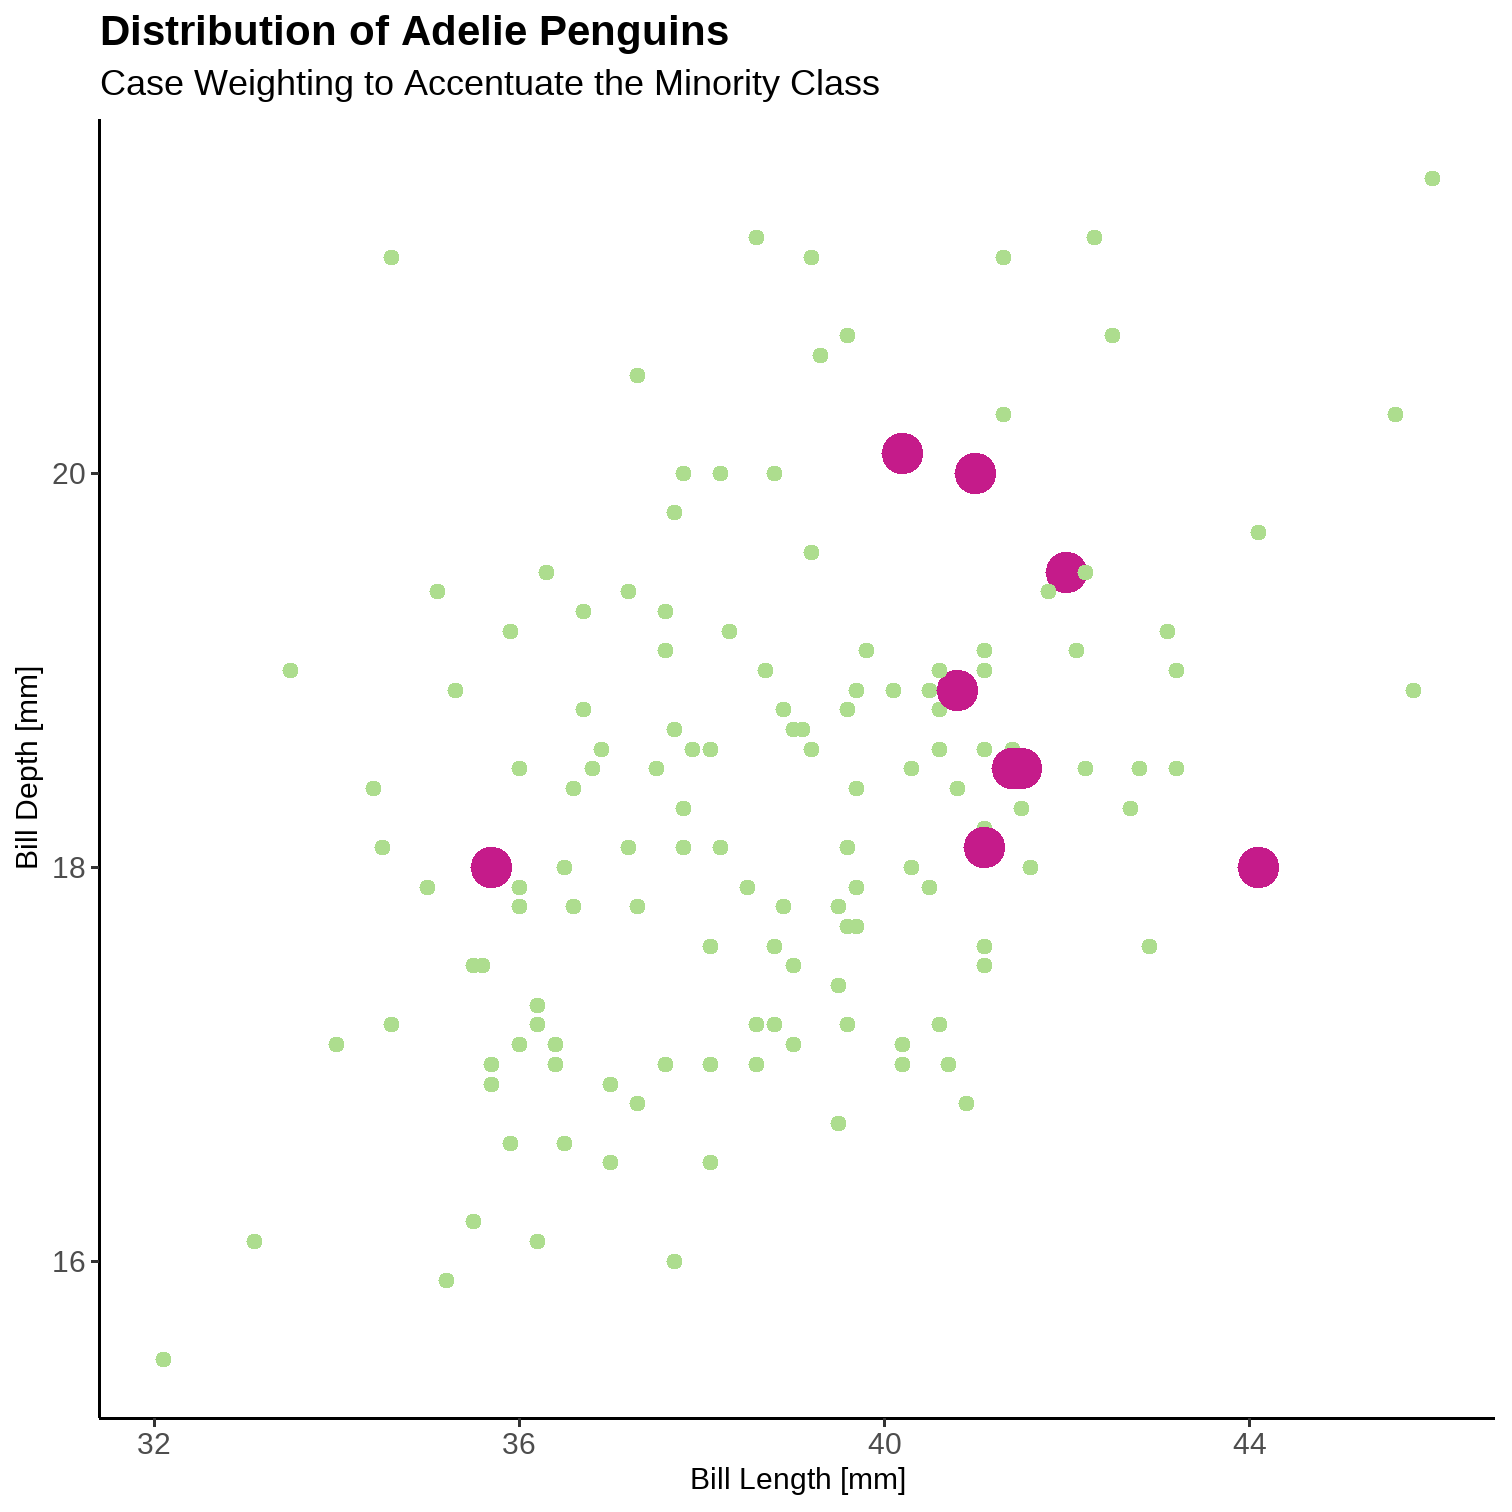 Distribution of Adelie Penguins
Case Weighting to Accentuate the Minority Class
Bill Depth [mm]
20
18
16
32 36 40 44
Bill Length [mm]